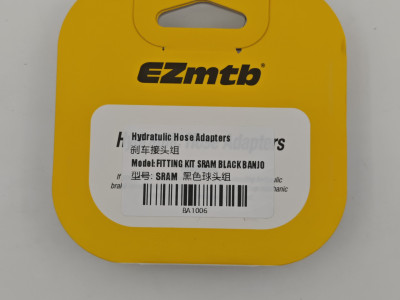 EZmtb®
Hydratulic Hose Adapters
刹车接头组
Model: FITTING KIT SRAM BLACK BANJO
型号: SRAM 黑色球头组
BA1006